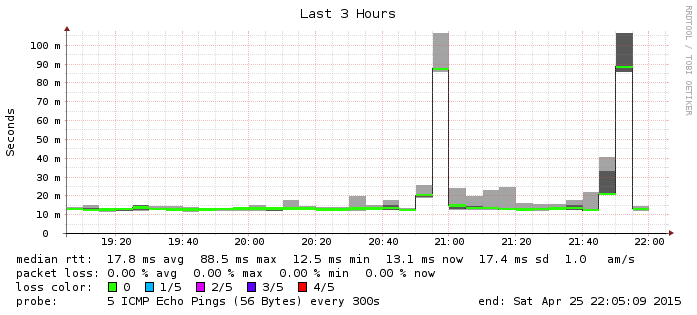 Last 3 Hours
RRDTOOL / TOBI OETIKER
Seconds
100 m
90 m
80 m
70 m
60 m
50 m
40 m
30 m
20 m
10 m
0
19:20 19:40 20:00 20:20 20:40 21:00 21:20 21:40 22:00
median rtt: 17.8 ms avg 88.5 ms max 12.5 ms min 13.1 ms now 17.4 ms sd 1.0 am/s
packet loss: 0.00 % avg 0.00 % max 0.00 % min 0.00 % now
loss color: 0 1/5 2/5 3/5 4/5
probe: 5 ICMP Echo Pings (56 Bytes) every 300s end: Sat Apr 25 22:05:09 2015